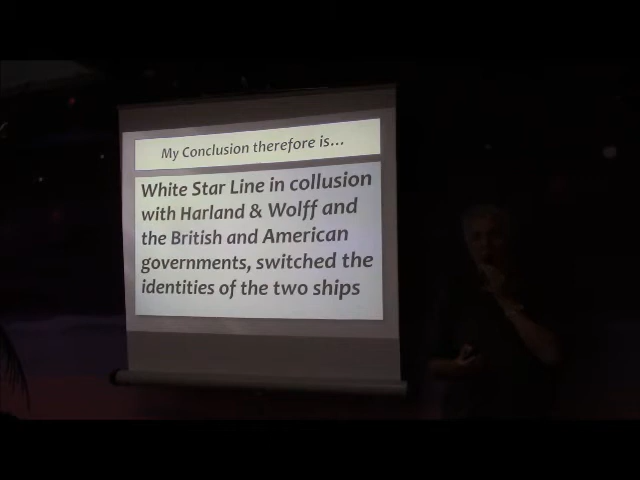 My Conclusion therefore is...
White Star Line in collusion
with Harland & Wolff and
the British and American
governments, switched the
identities of the two ships